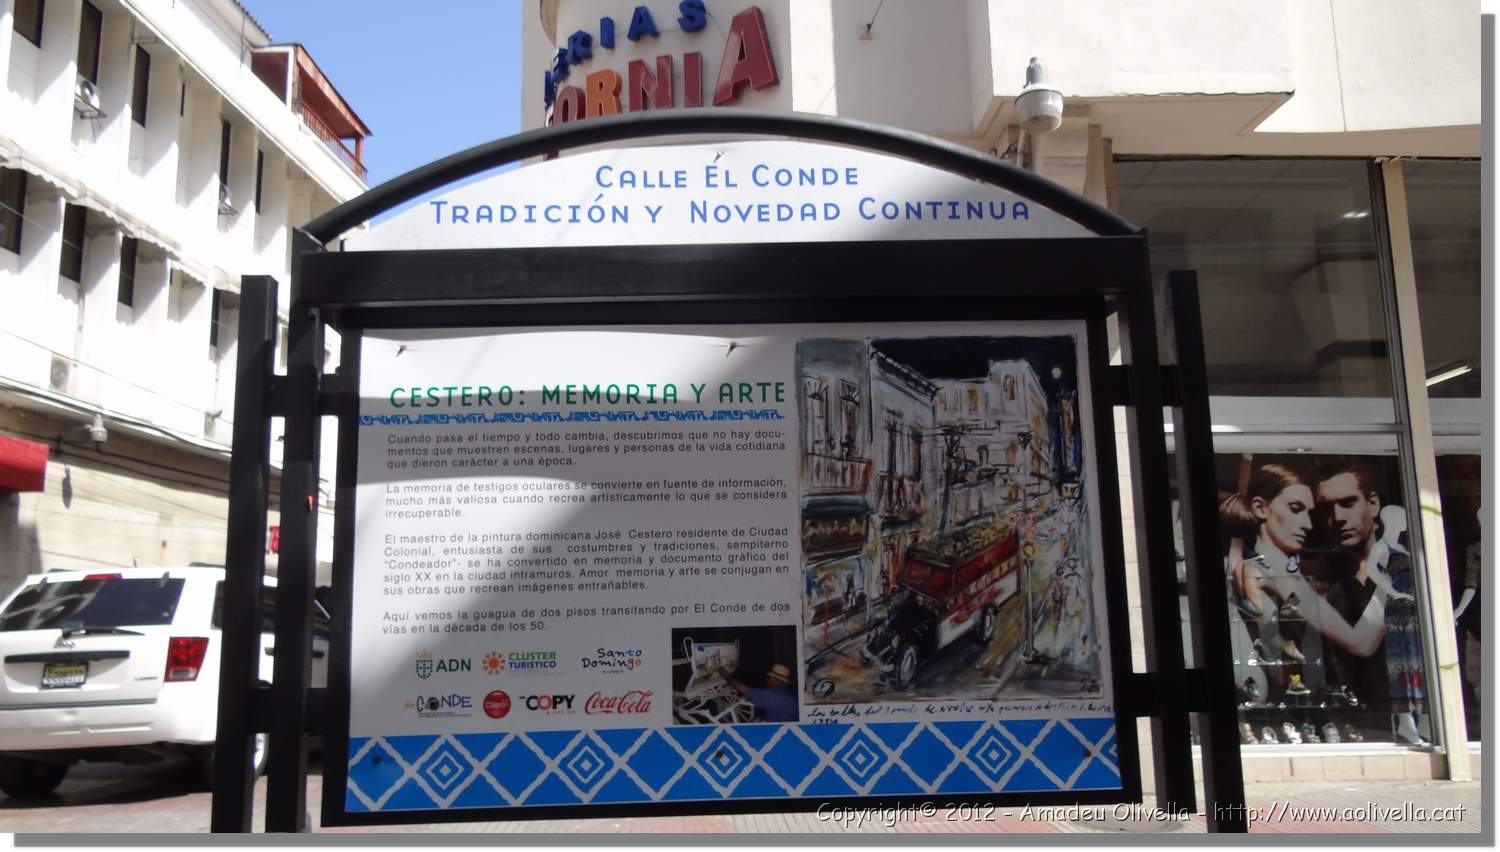 ERIAS
ORNIA
CALLE EL CONDE
TRADICIÓN Y NOVEDAD CONTINUA
CESTERO: MEMORIA Y ARTE
Cuando pasa el tiempo y todo cambia, descubrimos que no hay docu-
mentos que muestren escenas, lugares y personas de la vida cotidiana
que dieron carácter a una época.
La memoria de testigos oculares se convierte en fuente de información,
mucho más valiosa cuando recrea artísticamente lo que se considera
irrecuperable.
El maestro de la pintura dominicana José Cestero residente de Ciudad
Colonial, entusiasta de sus costumbres y tradiciones, sempiterno
"Condeador"- se ha convertido en memoria y documento gráfico del
siglo XX en la ciudad intramuros. Amor memoria y arte se conjugan en
sus obras que recrean imágenes entrañables.
Aquí vemos la guagua de dos pisos transitando por El Conde de dos
vías en la década de los 50.
ADN
CLUSTER
TURISTICO
Santo
Domingo
CONDE
Claro
COPY
Coca-Cola
Copyright© 2012 - Amadeu Olivella - http://www.aolivella.cat